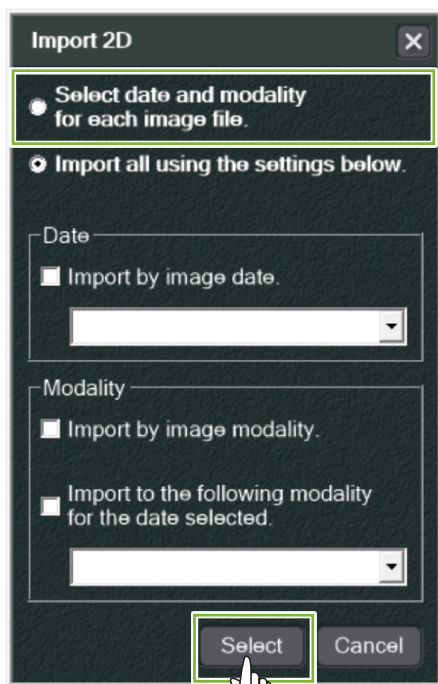 Import 2D
Select date and modality
for each image file.
Import all using the settings below.
Date
Import by image date.
Modality
Import by image modality.
Import to the following modality
for the date selected.
Select Cancel